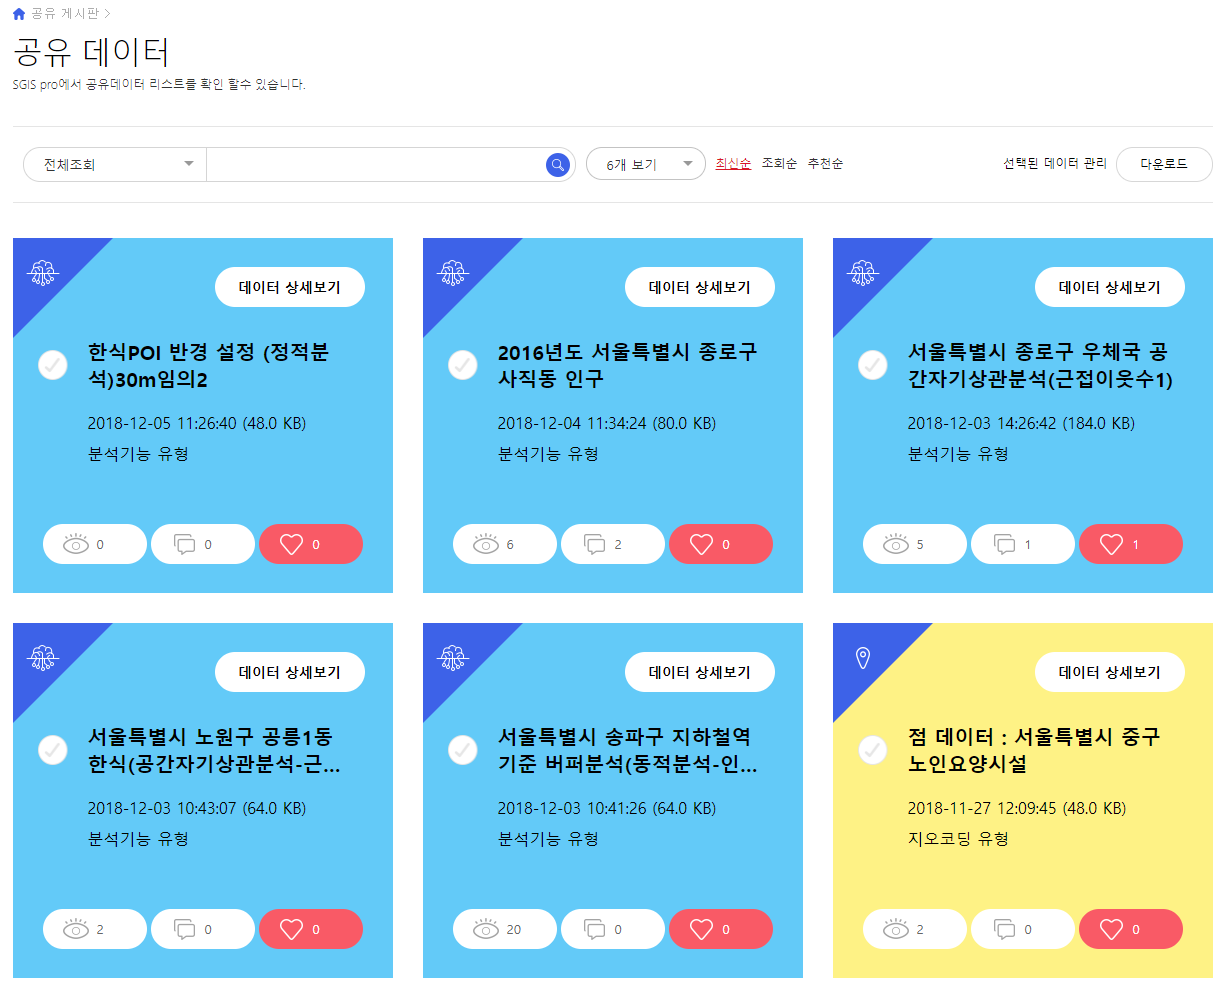 공유 게시판 >
공유 데이터
SGIS pro에서 공유데이터 리스트를 확인 할수 있습니다.
전체조회 6개 보기 최신순 조회순 추천순 선택된 데이터 관리 다운로드
데이터 상세보기
한식POI 반경 설정 (정적분
석)30m임의2
2018-12-05 11:26:40 (48.0 KB)
분석기능 유형
0 0 0
데이터 상세보기
2016년도 서울특별시 종로구
사직동 인구
2018-12-04 11:34:24 (80.0 KB)
분석기능 유형
6 2 0
데이터 상세보기
서울특별시 종로구 우체국 공
간자기상관분석(근접이웃수1)
2018-12-03 14:26:42 (184.0 KB)
분석기능 유형
5 1 1
데이터 상세보기
서울특별시 노원구 공릉1동
한식(공간자기상관분석-근...
2018-12-03 10:43:07 (64.0 KB)
분석기능 유형
2 0 0
데이터 상세보기
서울특별시 송파구 지하철역
기준 버퍼분석(동적분석-인...
2018-12-03 10:41:26 (64.0 KB)
분석기능 유형
20 0 0
데이터 상세보기
점 데이터 : 서울특별시 중구
노인요양시설
2018-11-27 12:09:45 (48.0 KB)
지오코딩 유형
2 0 0